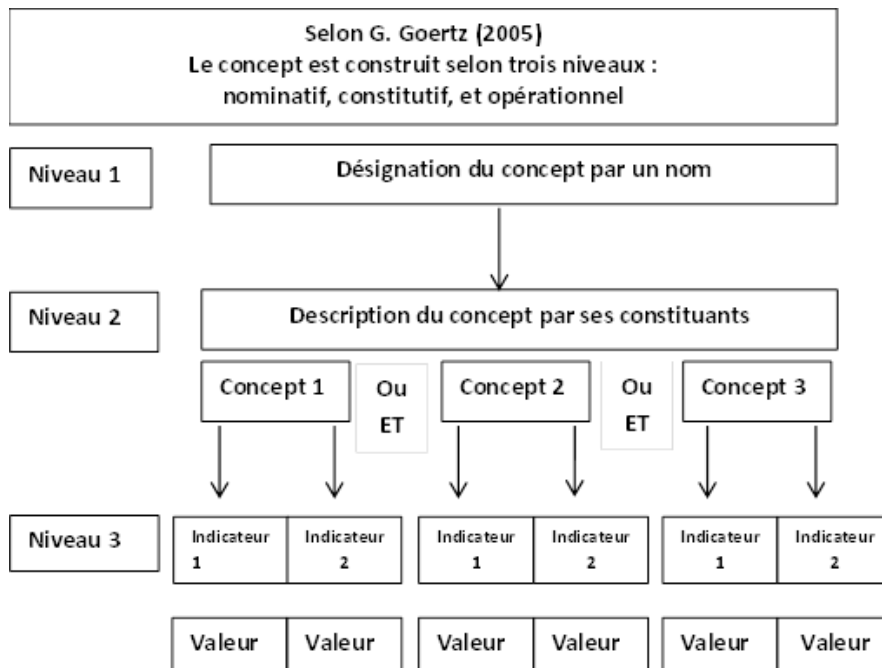 Selon G. Goertz (2005)
Le concept est construit selon trois niveaux :
nominatif, constitutif, et opérationnel
Niveau 1
Désignation du concept par un nom
Niveau 2
Description du concept par ses constituants
Concept 1
Ou
ET
Concept 2
Ou
ET
Concept 3
Niveau 3
Indicateur
1
Indicateur
2
Indicateur
1
Indicateur
2
Indicateur
1
Indicateur
2
Valeur
Valeur
Valeur
Valeur
Valeur
Valeur